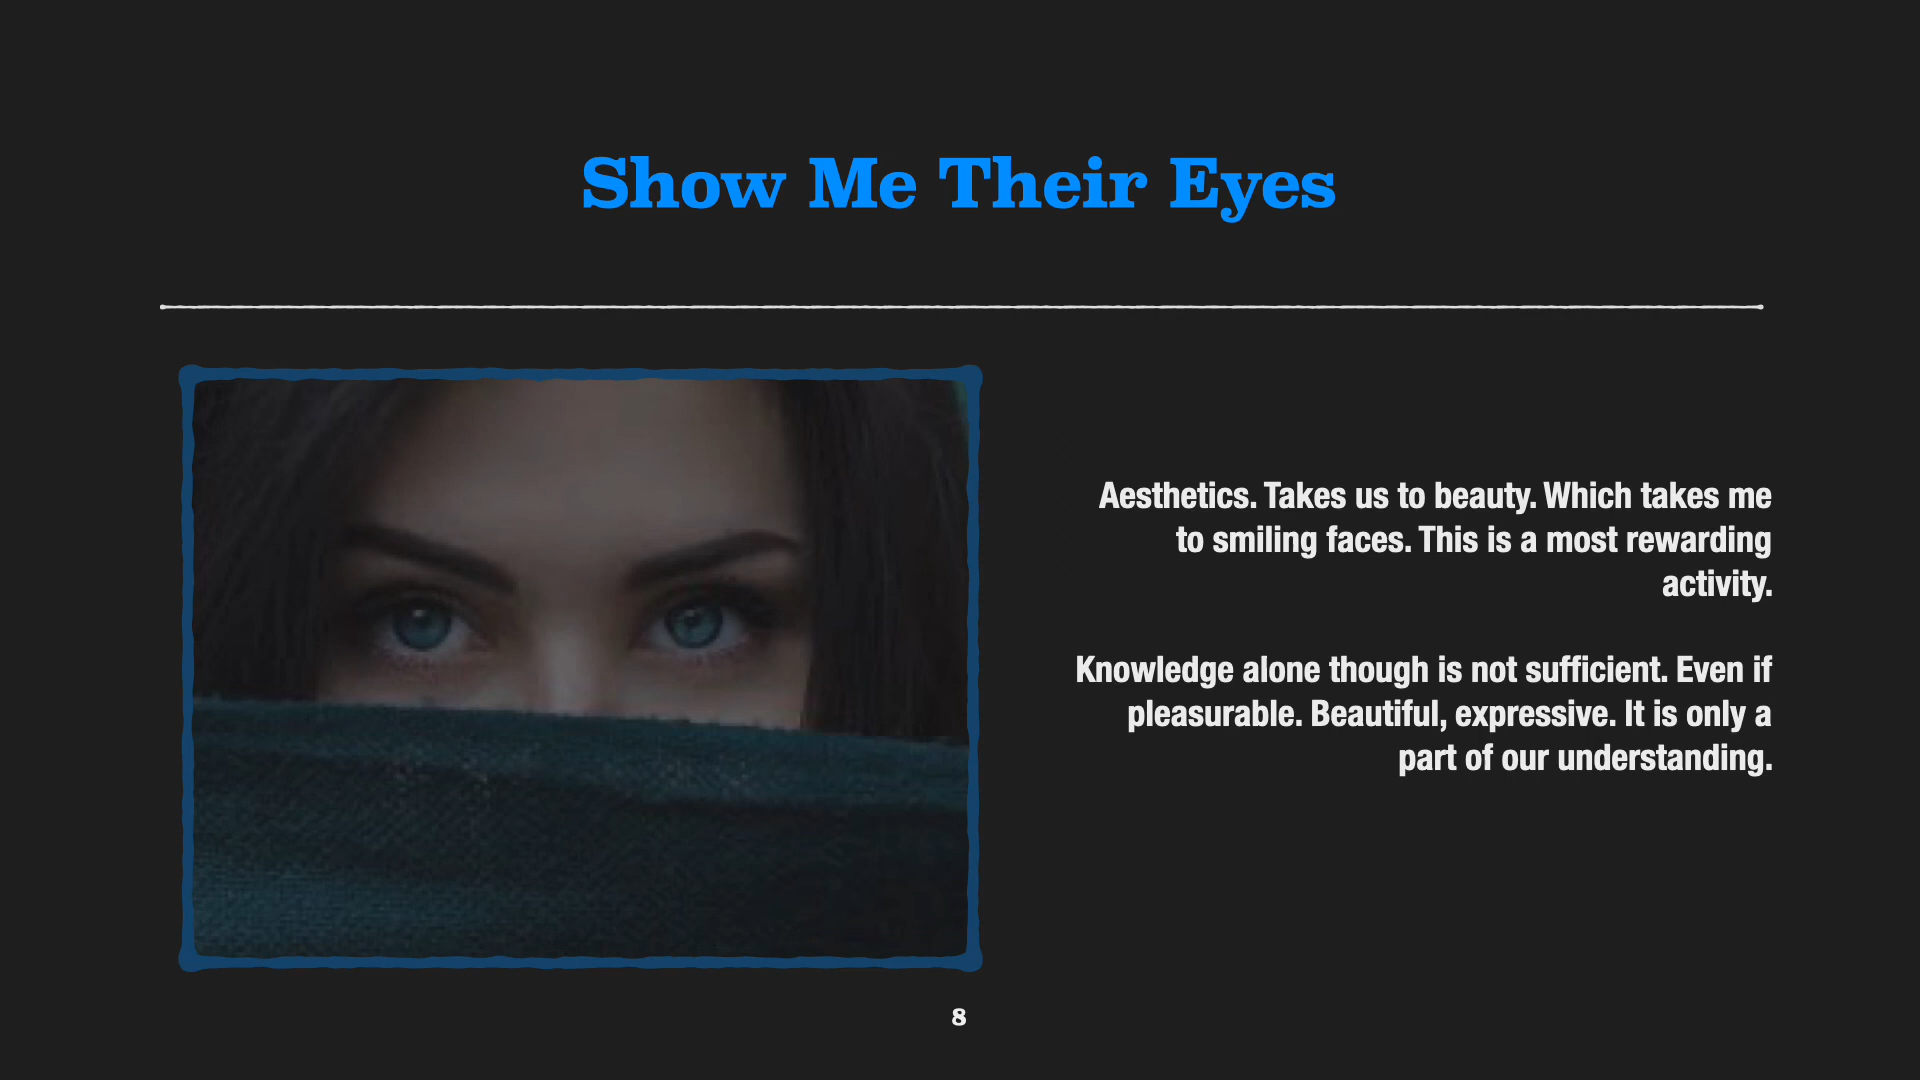 Show Me Their Eyes
Aesthetics. Takes us to beauty. Which takes me
to smiling faces. This is a most rewarding
activity.
Knowledge alone though is not sufficient. Even if
pleasurable. Beautiful, expressive. It is only a
part of our understanding.
8